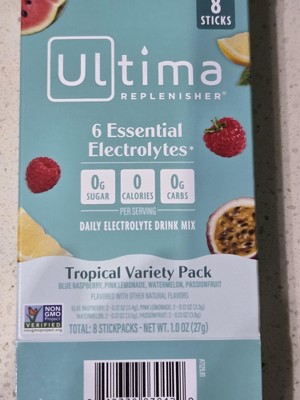 8
STICKS
Ultima
REPLENISHER®
6 Essential
Electrolytes
0g
SUGAR
0
CALORIES
0g
CARBS
PER SERVING
DAILY ELECTROLYTE DRINK MIX
Tropical Variety Pack
BLUE RASPBERRY, PINK LEMONADE, WATERMELON, PASSIONFRUIT
FLAVORED WITH OTHER NATURAL FLAVORS
NON
GMO
Project
VERIFIED
nongmoproject.org
TOTAL: 8 STICKPACKS • NET WT. 1.0 OZ (27g)